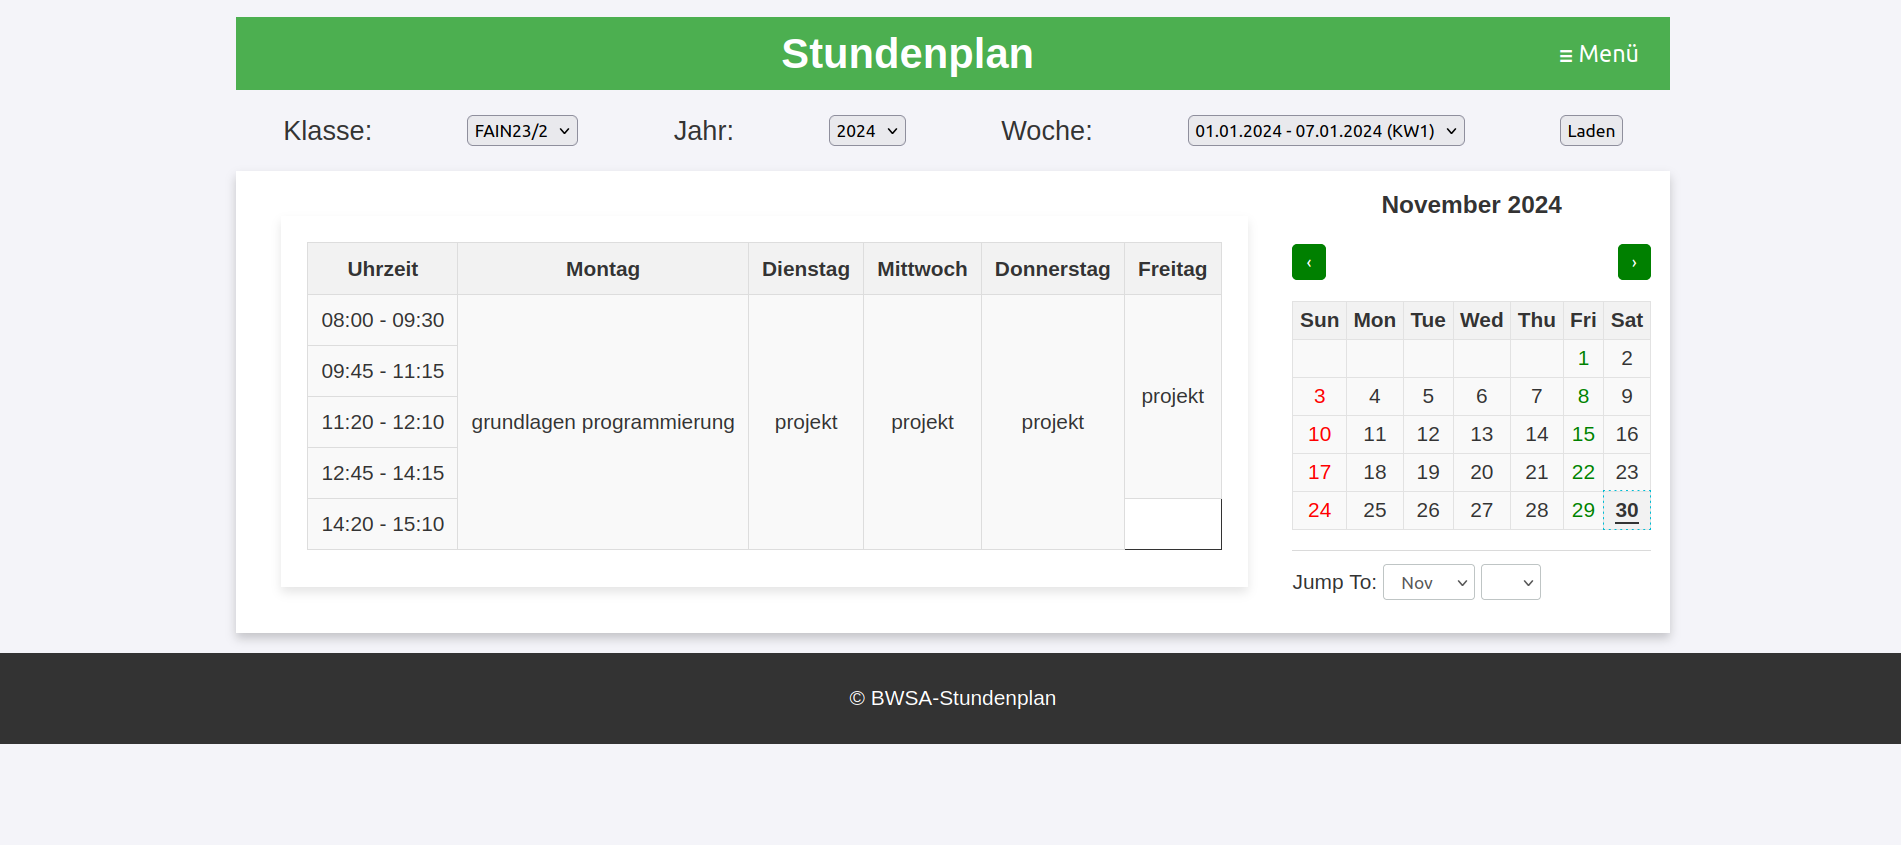 Stundenplan
≡ Menü
Klasse: FAIN23/2 Jahr: 2024 Woche: 01.01.2024 - 07.01.2024 (KW1) Laden
Uhrzeit Montag Dienstag Mittwoch Donnerstag Freitag
08:00 - 09:30
09:45 - 11:15
projekt
11:20 - 12:10 grundlagen programmierung projekt projekt projekt
12:45 - 14:15
14:20 - 15:10
November 2024
‹ ›
Sun Mon Tue Wed Thu Fri Sat
1 2
3 4 5 6 7 8 9
10 11 12 13 14 15 16
17 18 19 20 21 22 23
24 25 26 27 28 29 30
Jump To: Nov
© BWSA-Stundenplan